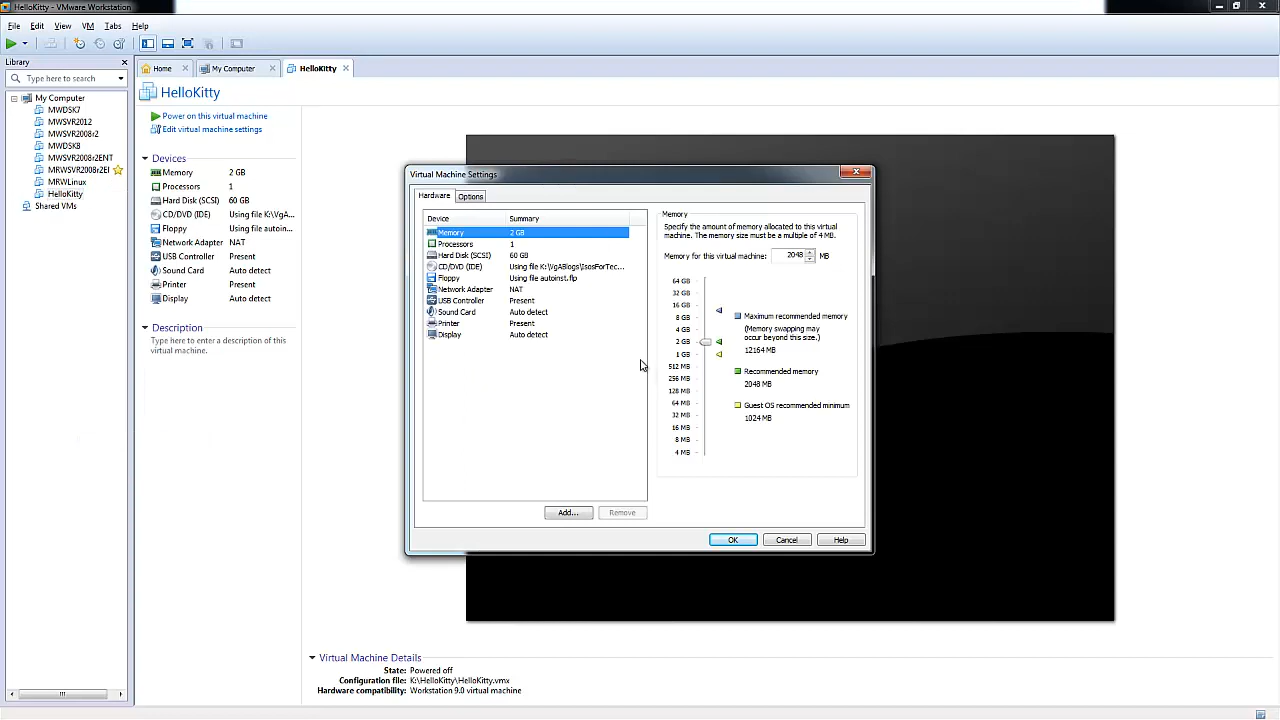 HelloKitty - VMware Workstation
File Edit View VM Tabs Help
Library
Type here to search
Home
My Computer
HelloKitty
My Computer
MWDSK7
MWSVR2012
MWSVR2008r2
MWDSK8
MWSVR2008r2ENT
MRWSVR2008r2EI
MRWLinux
HelloKitty
Shared VMs
HelloKitty
Power on this virtual machine
Edit virtual machine settings
Devices
Memory 2 GB
Processors 1
Hard Disk (SCSI) 60 GB
CD/DVD (IDE) Using file K:\VgA...
Floppy Using file autoin...
Network Adapter NAT
USB Controller Present
Sound Card Auto detect
Printer Present
Display Auto detect
Description
Type here to enter a description of this
virtual machine.
Virtual Machine Settings
Hardware Options
Device Summary
Memory 2 GB
Processors 1
Hard Disk (SCSI) 60 GB
CD/DVD (IDE) Using file K:\VgABlogs\IsosForTec...
Floppy Using file autoinst.flp
Network Adapter NAT
USB Controller Present
Sound Card Auto detect
Printer Present
Display Auto detect
Add... Remove
Memory
Specify the amount of memory allocated to this virtual
machine. The memory size must be a multiple of 4 MB.
Memory for this virtual machine: 2048 MB
64 GB
32 GB
16 GB
8 GB
4 GB
2 GB
1 GB
512 MB
256 MB
128 MB
64 MB
32 MB
16 MB
8 MB
4 MB
Maximum recommended memory
(Memory swapping may
occur beyond this size.)
12164 MB
Recommended memory
2048 MB
Guest OS recommended minimum
1024 MB
OK Cancel Help
Virtual Machine Details
State: Powered off
Configuration file: K:\HelloKitty\HelloKitty.vmx
Hardware compatibility: Workstation 9.0 virtual machine